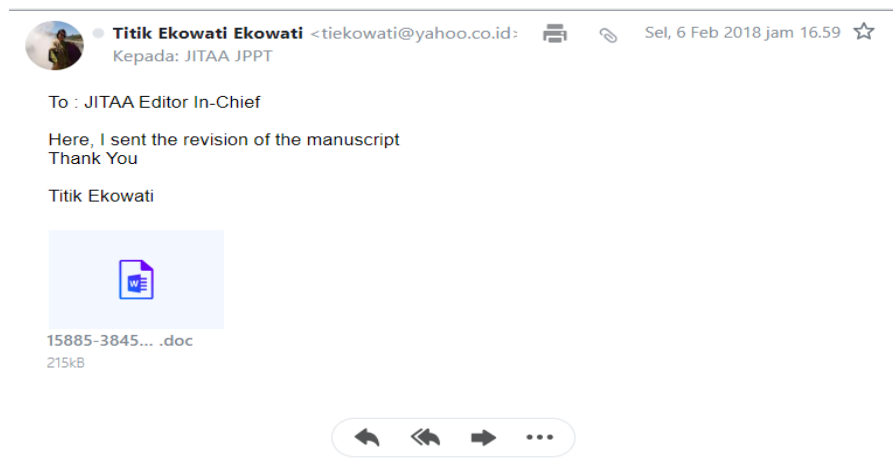 Titik Ekowati Ekowati <tiekowati@yahoo.co.id> Sel, 6 Feb 2018 jam 16.59
Kepada: JITAA JPPT
To : JITAA Editor In-Chief
Here, I sent the revision of the manuscript
Thank You
Titik Ekowati
W
15885-3845... .doc
215kB